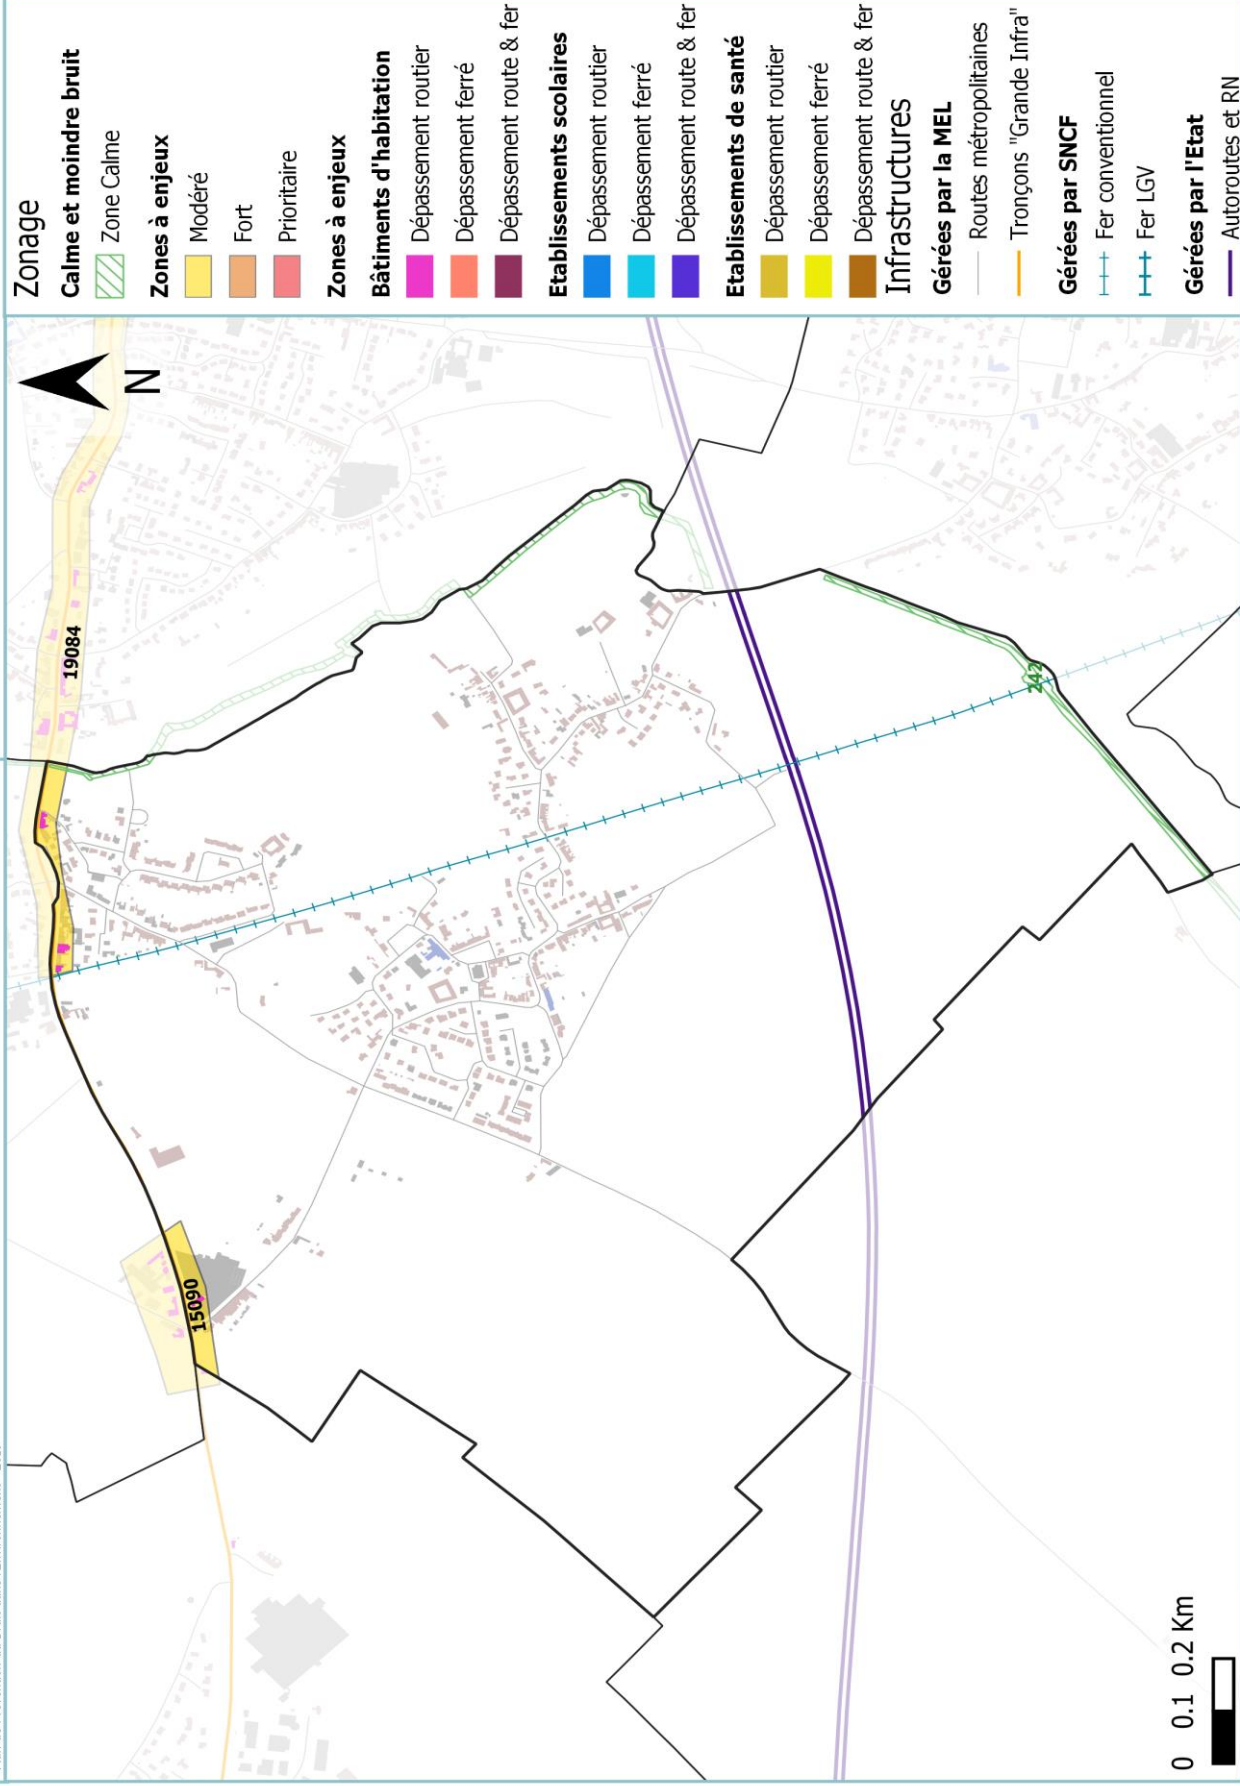 Zonage
Calme et moindre bruit
Zone Calme
Zones à enjeux
Modéré
Fort
Prioritaire
Zones à enjeux
Bâtiments d'habitation
Dépassement routier
Dépassement ferré
Dépassement route & fer
Etablissements scolaires
Dépassement routier
Dépassement ferré
Dépassement route & fer
Etablissements de santé
Dépassement routier
Dépassement ferré
Dépassement route & fer
Infrastructures
Gérées par la MEL
Routes métropolitaines
Tronçons "Grande Infra"
Gérées par SNCF
Fer conventionnel
Fer LGV
Gérées par l'Etat
Autoroutes et RN
N
19084
15090
242
0 0.1 0.2 Km